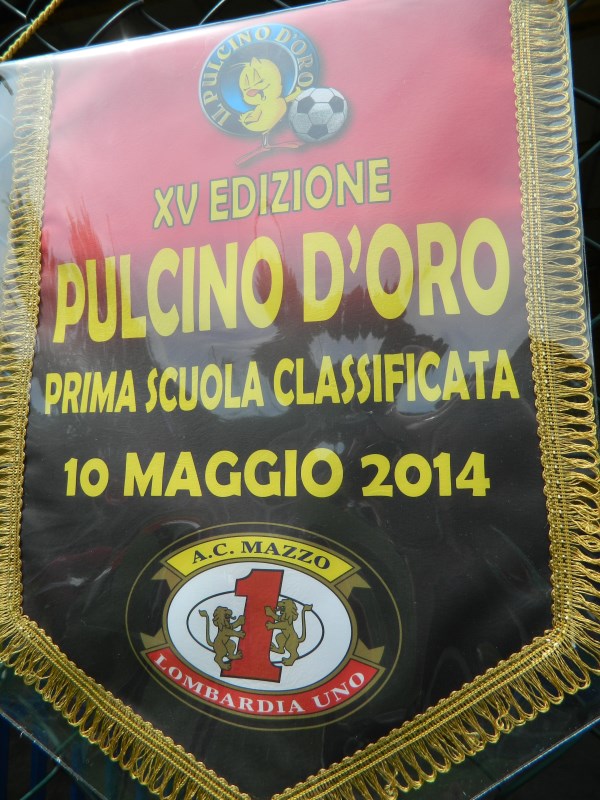 IL PULCINO D'ORO
XV EDIZIONE
PULCINO D'ORO
PRIMA SCUOLA CLASSIFICATA
10 MAGGIO 2014
A.C. MAZZO
1
LOMBARDIA UNO